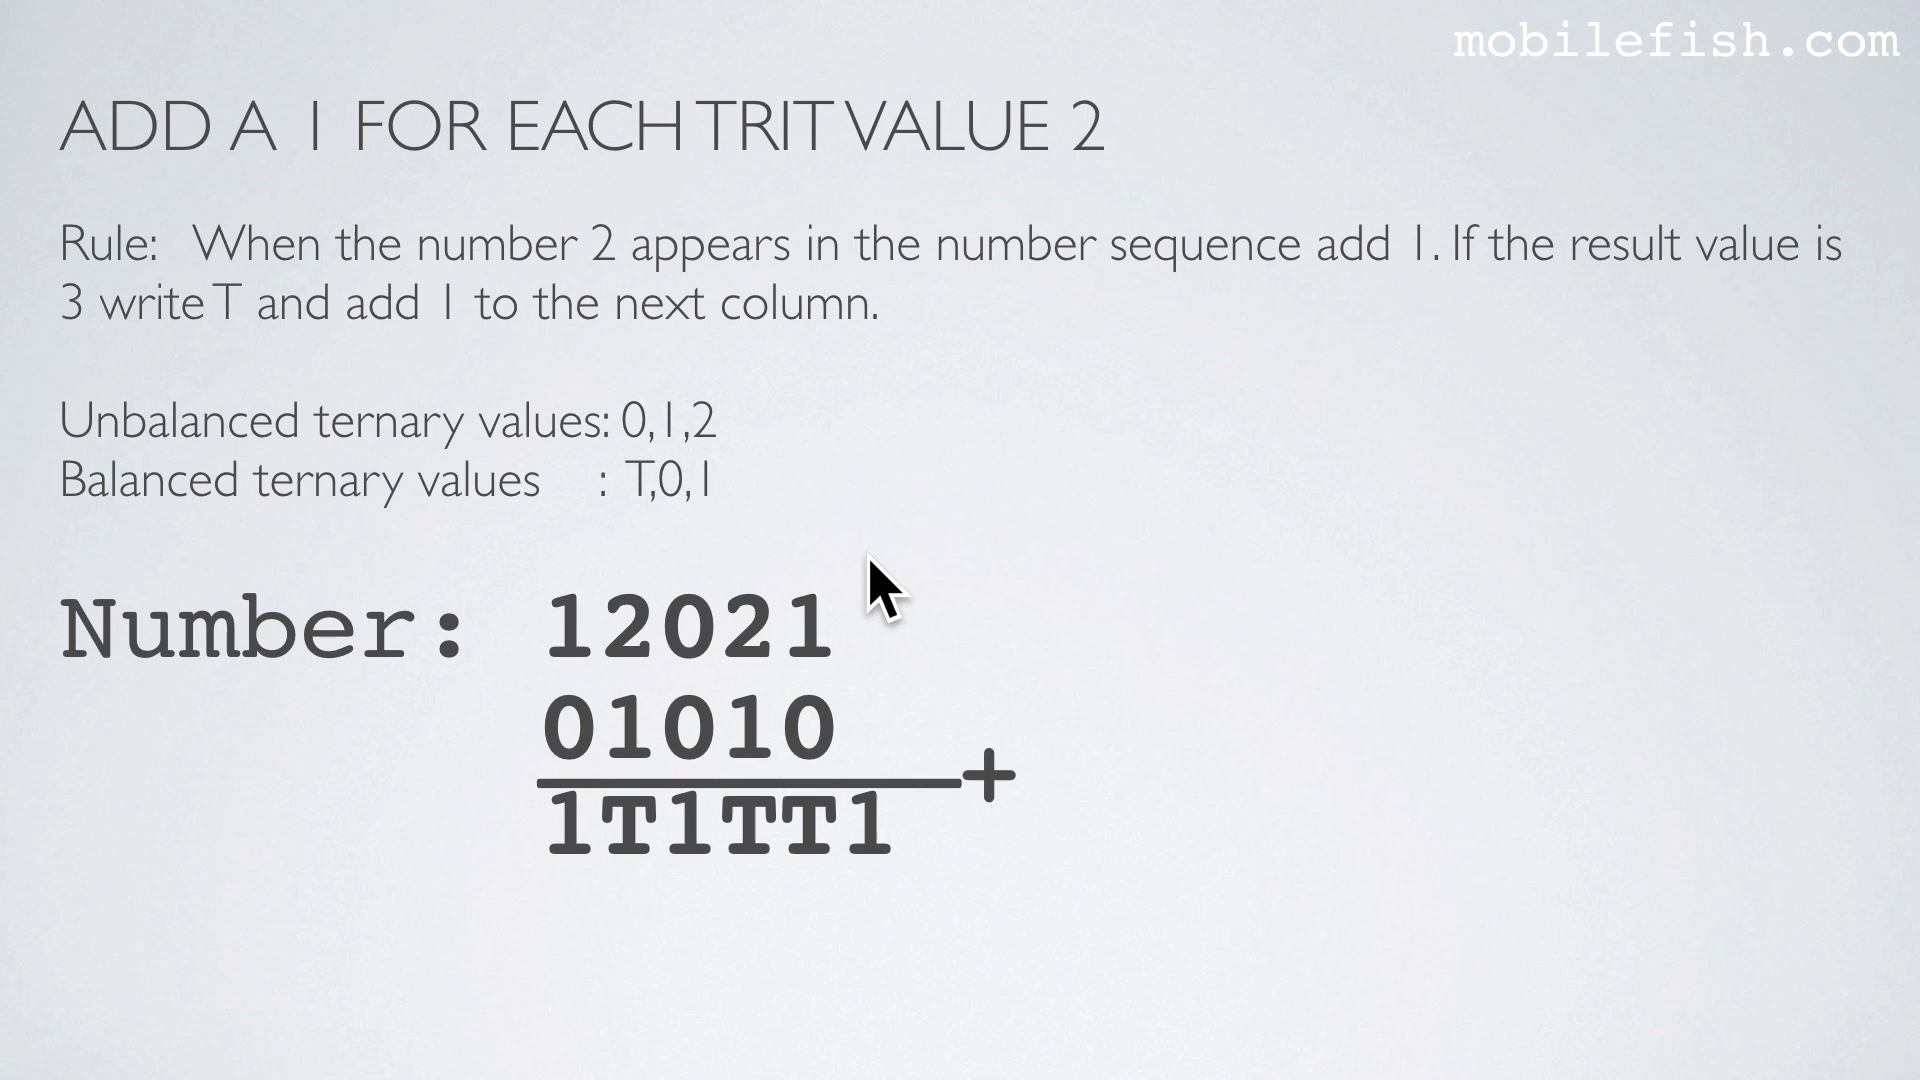 mobilefish.com
ADD A 1 FOR EACH TRIT VALUE 2
Rule: When the number 2 appears in the number sequence add 1. If the result value is
3 write T and add 1 to the next column.
Unbalanced ternary values: 0,1,2
Balanced ternary values : T,0,1
Number: 12021
01010
+
1T1TT1